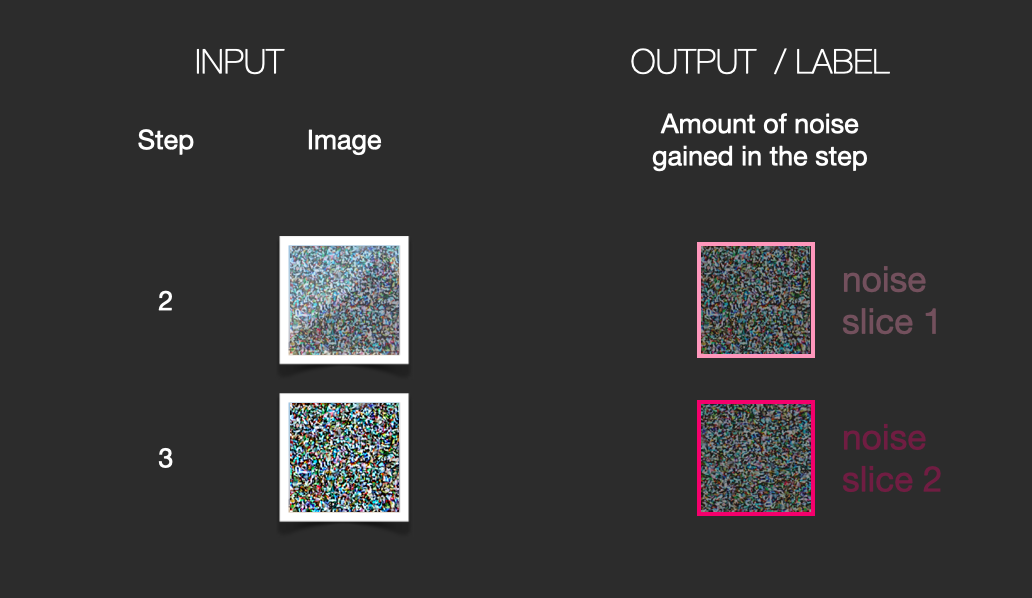 INPUT
OUTPUT / LABEL
Step
Image
Amount of noise
gained in the step
2
noise
slice 1
3
noise
slice 2